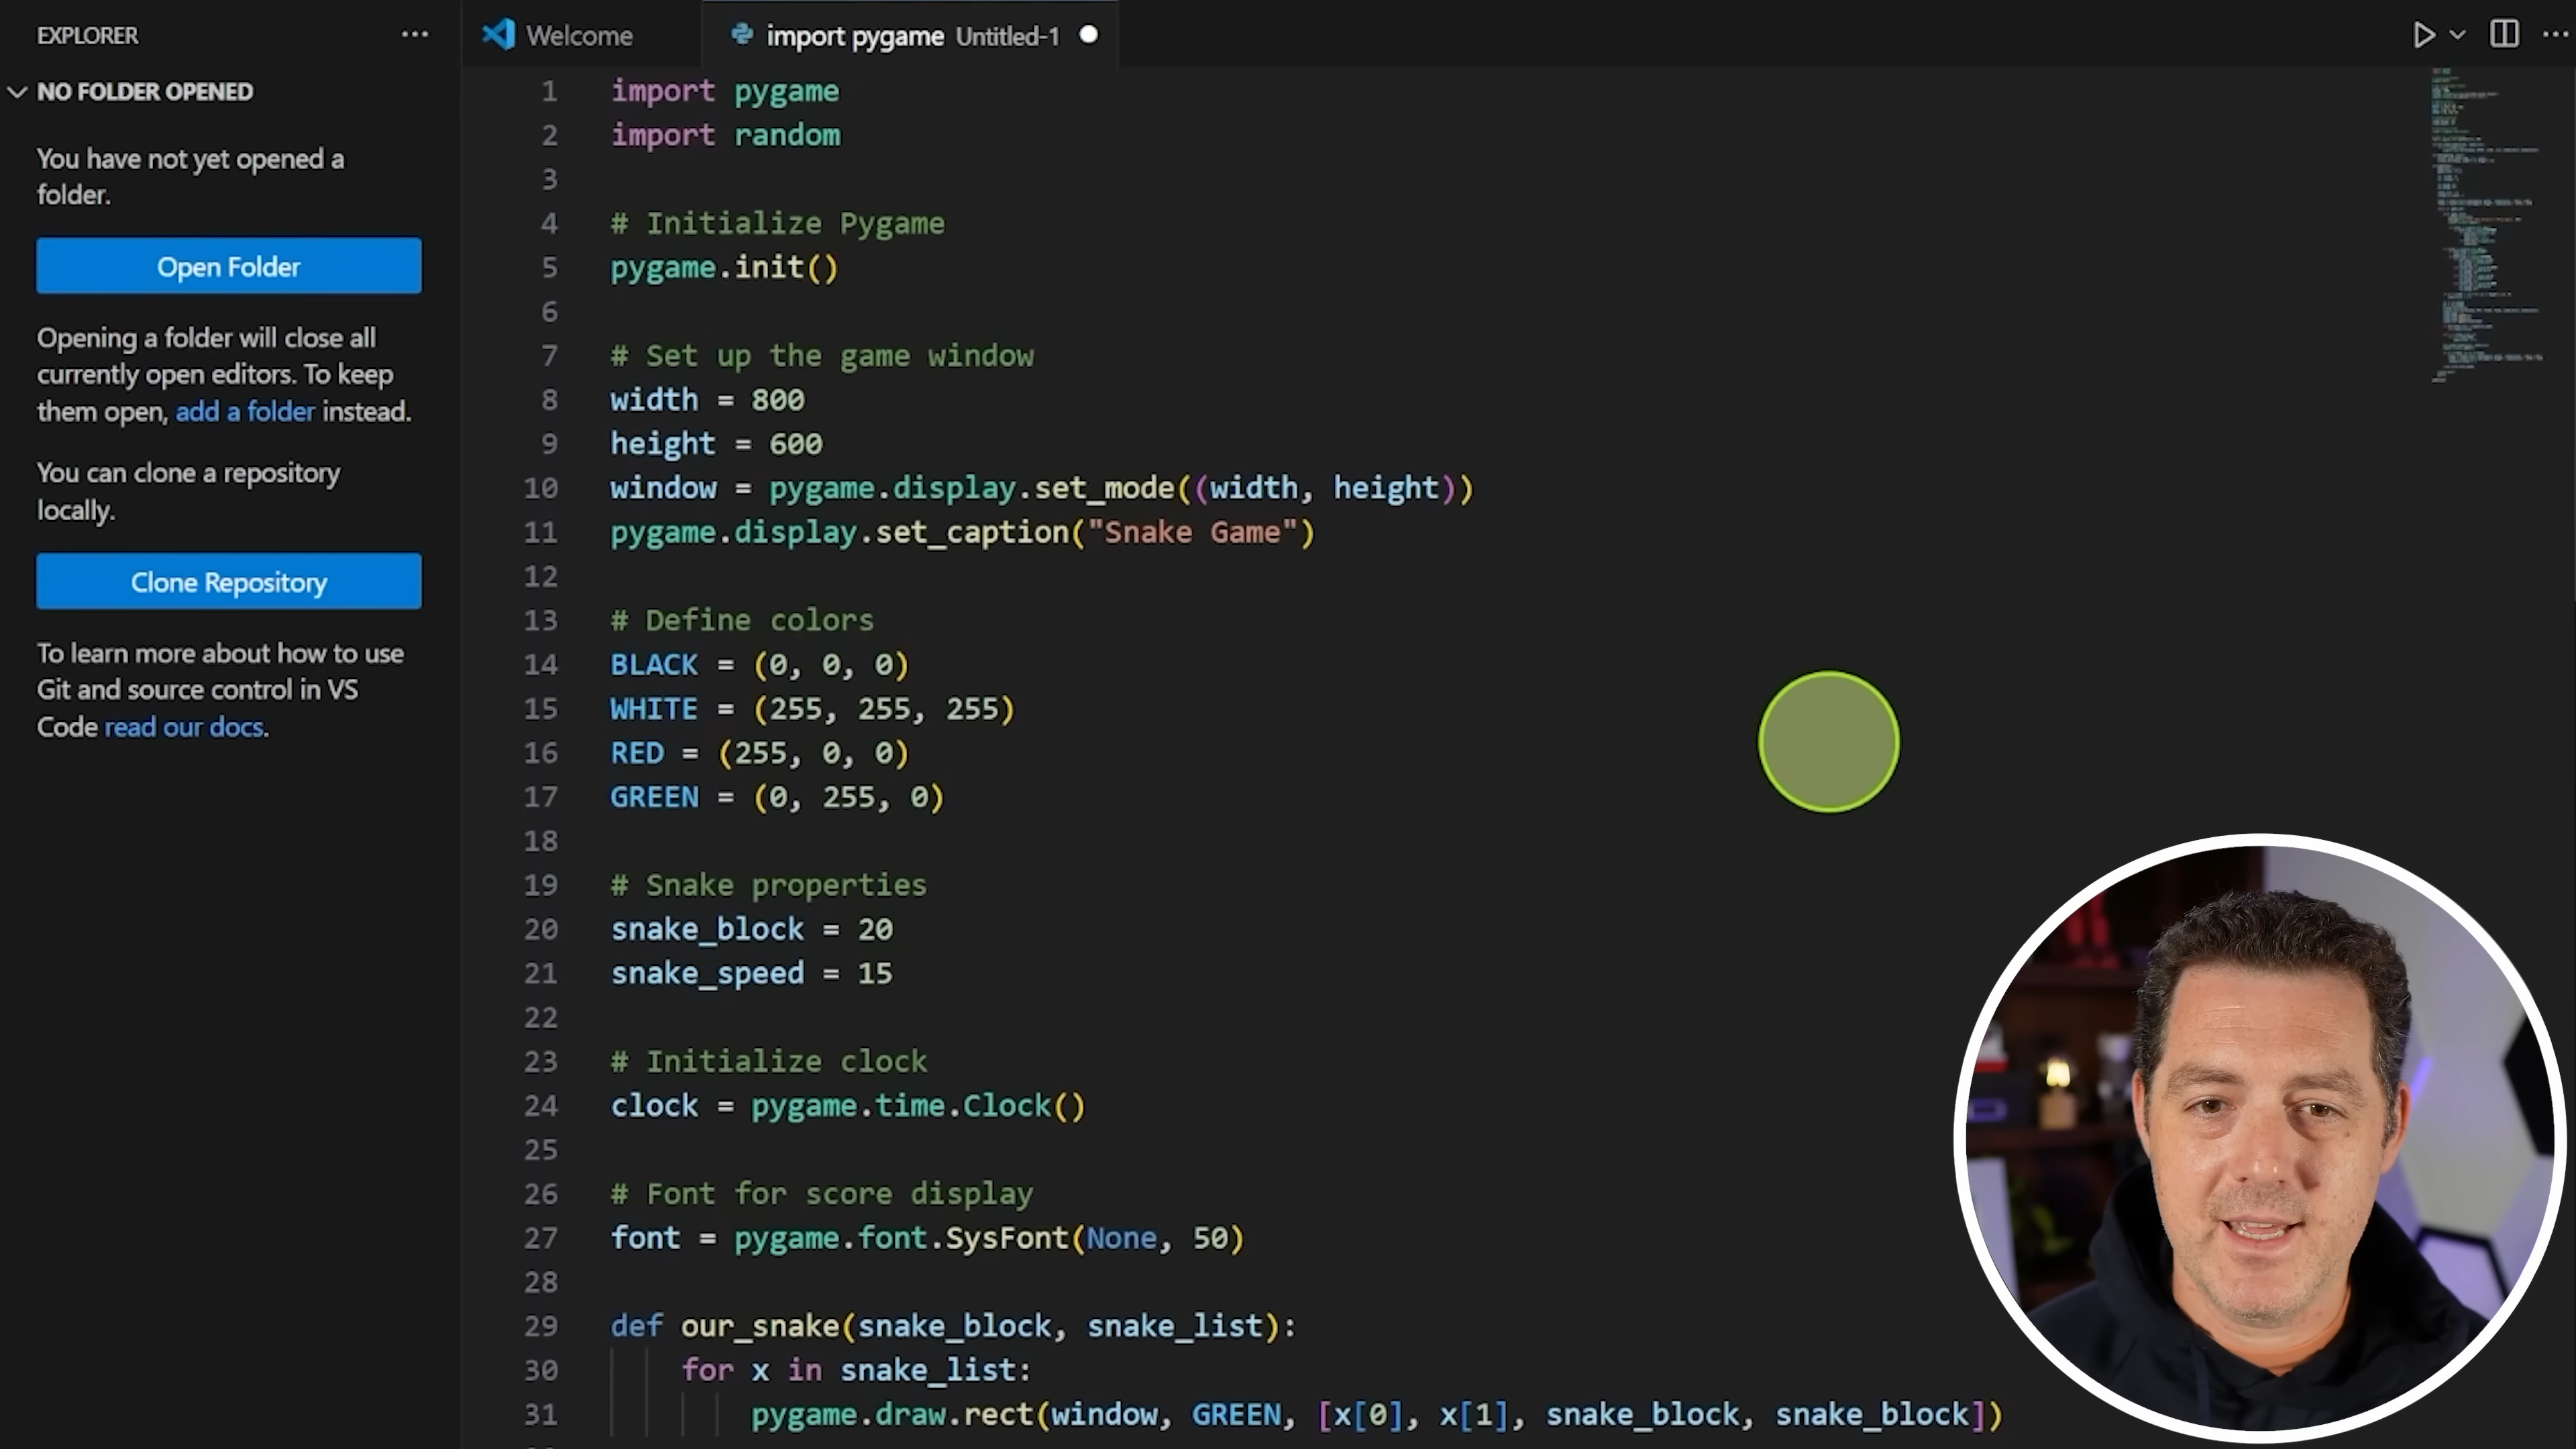 EXPLORER
NO FOLDER OPENED
You have not yet opened a
folder.
Open Folder
Opening a folder will close all
currently open editors. To keep
them open, add a folder instead.
You can clone a repository
locally.
Clone Repository
To learn more about how to use
Git and source control in VS
Code read our docs.
Welcome
import pygame Untitled-1
1 import pygame
2 import random
3
4 # Initialize Pygame
5 pygame.init()
6
7 # Set up the game window
8 width = 800
9 height = 600
10 window = pygame.display.set_mode((width, height))
11 pygame.display.set_caption("Snake Game")
12
13 # Define colors
14 BLACK = (0, 0, 0)
15 WHITE = (255, 255, 255)
16 RED = (255, 0, 0)
17 GREEN = (0, 255, 0)
18
19 # Snake properties
20 snake_block = 20
21 snake_speed = 15
22
23 # Initialize clock
24 clock = pygame.time.Clock()
25
26 # Font for score display
27 font = pygame.font.SysFont(None, 50)
28
29 def our_snake(snake_block, snake_list):
30 for x in snake_list:
31 pygame.draw.rect(window, GREEN, [x[0], x[1], snake_block, snake_block])